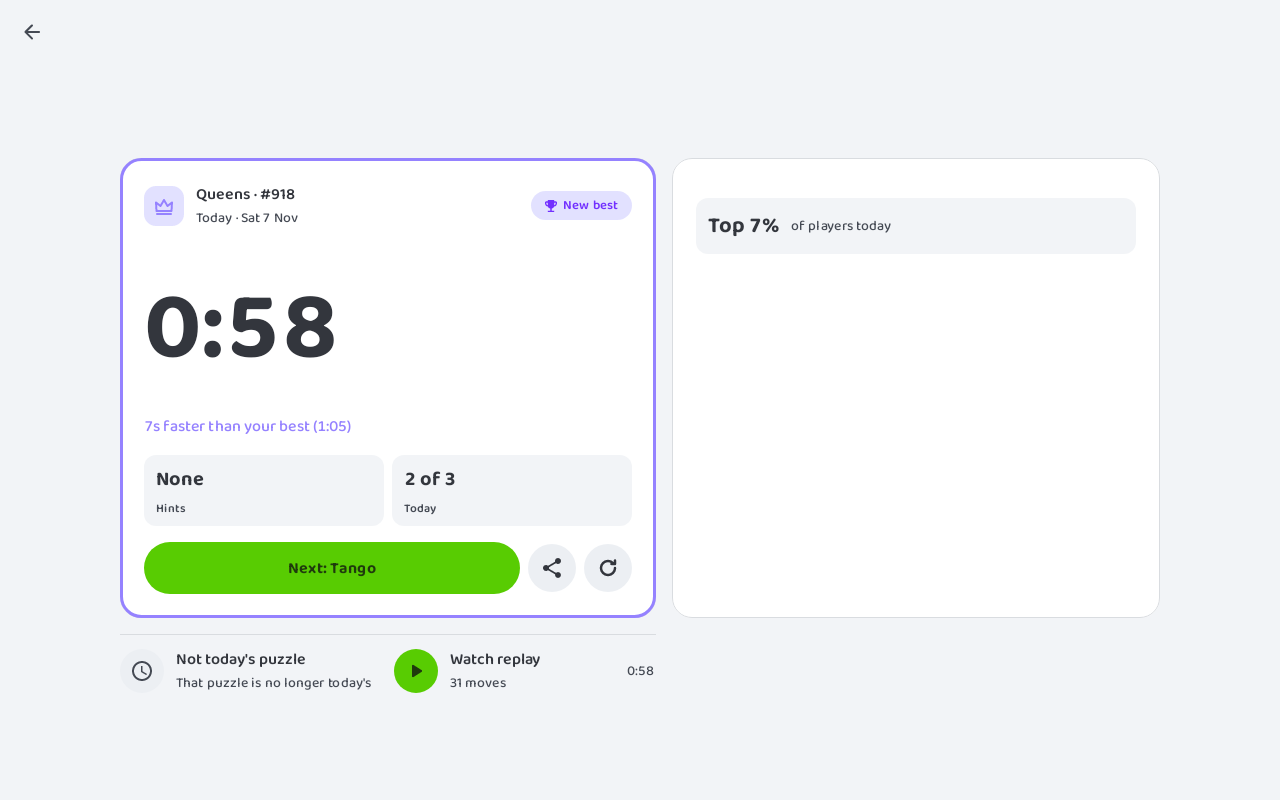 Queens · #918
Today · Sat 7 Nov
New best
0:58
7s faster than your best (1:05)
None
Hints
2 of 3
Today
Next: Tango
Top 7% of players today
Not today's puzzle
That puzzle is no longer today's
Watch replay
31 moves
0:58